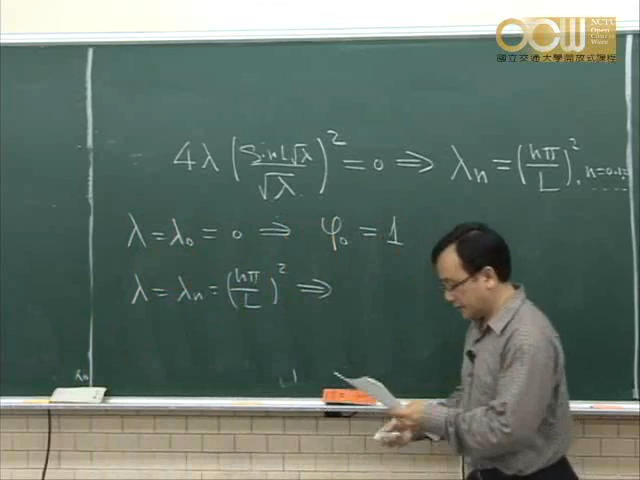 OCW NCTU
Open
Course
Ware
國立交通大學開放式課程
4λ (Sin L√λ / √λ)² = 0 ⇒ λₙ = (nπ/L)², n=0,1,2
λ = λ₀ = 0 ⇒ φ₀ = 1
λ = λₙ = (nπ/L)² ⇒